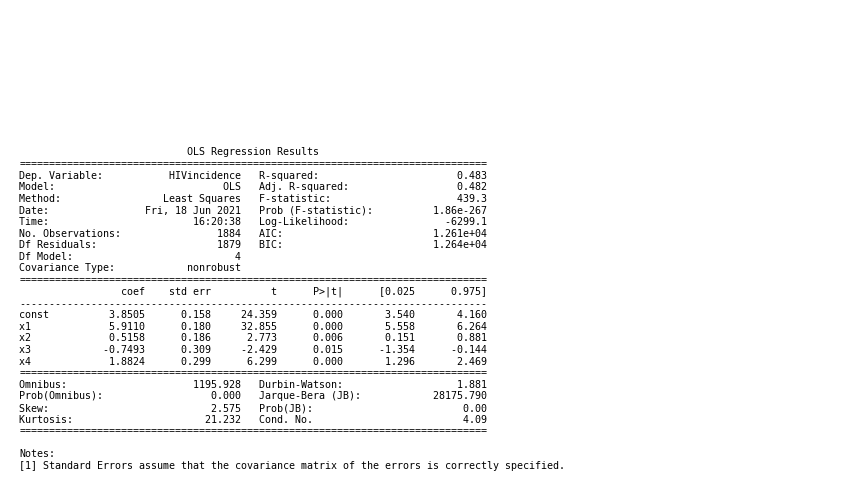 OLS Regression Results                            
==============================================================================
Dep. Variable:           HIVincidence   R-squared:                       0.483
Model:                            OLS   Adj. R-squared:                  0.482
Method:                 Least Squares   F-statistic:                     439.3
Date:                Fri, 18 Jun 2021   Prob (F-statistic):          1.86e-267
Time:                        16:20:38   Log-Likelihood:                -6299.1
No. Observations:                1884   AIC:                         1.261e+04
Df Residuals:                    1879   BIC:                         1.264e+04
Df Model:                           4
Covariance Type:            nonrobust
==============================================================================
                 coef    std err          t      P>|t|      [0.025      0.975]
------------------------------------------------------------------------------
const          3.8505      0.158     24.359      0.000       3.540       4.160
x1             5.9110      0.180     32.855      0.000       5.558       6.264
x2             0.5158      0.186      2.773      0.006       0.151       0.881
x3            -0.7493      0.309     -2.429      0.015      -1.354      -0.144
x4             1.8824      0.299      6.299      0.000       1.296       2.469
==============================================================================
Omnibus:                     1195.928   Durbin-Watson:                   1.881
Prob(Omnibus):                  0.000   Jarque-Bera (JB):            28175.790
Skew:                           2.575   Prob(JB):                         0.00
Kurtosis:                      21.232   Cond. No.                         4.09
==============================================================================
Notes:
[1] Standard Errors assume that the covariance matrix of the errors is correctly specified.